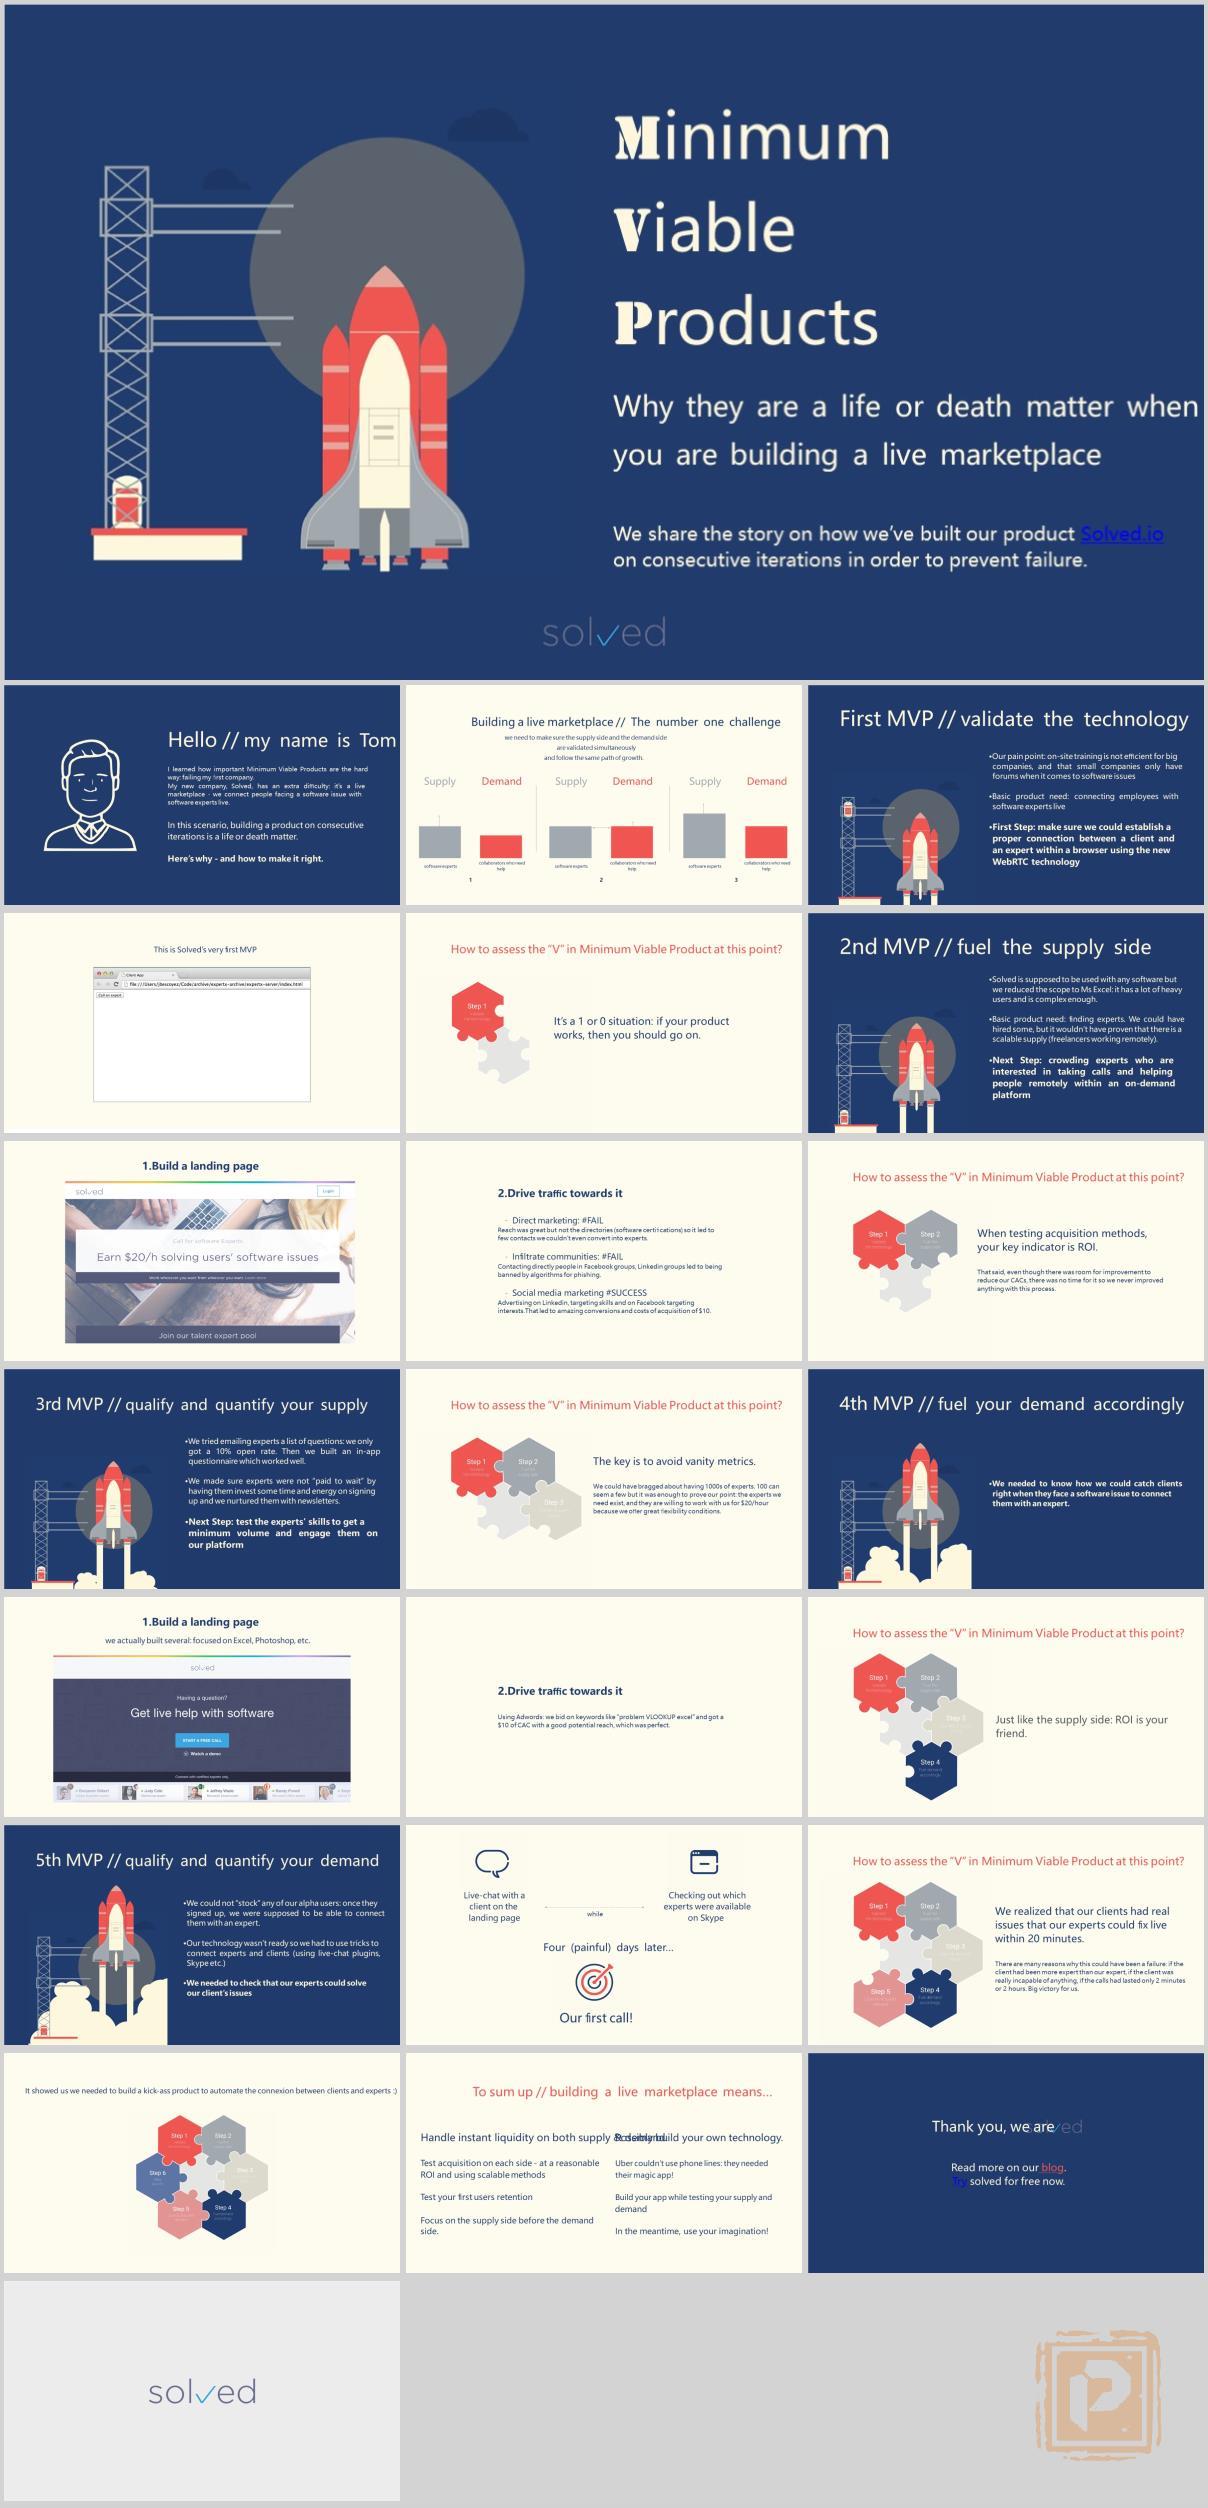 Minimum
Viable
Products
Why they are a life or death matter when
you are building a live marketplace
We share the story on how we've built our product Solved.io
on consecutive iterations in order to prevent failure.
solved
Hello // my name is Tom
I learned how important Minimum Viable Products are the hard
way: failing my first company.
My new company, Solved, has an extra difficulty: it's a live
marketplace - we connect people facing a software issue with
software experts live.
In this scenario, building a product on consecutive
iterations is a life or death matter.
Here's why - and how to make it right.
Building a live marketplace // The number one challenge
we need to make sure the supply side and the demand side
are validated simultaneously
and follow the same path of growth.
Supply Demand Supply Demand Supply Demand
software experts
collaborators who need
help
software experts
collaborators who need
help
software experts
collaborators who need
help
1 2 3
First MVP // validate the technology
•Our pain point: on-site training is not efficient for big
companies, and that small companies only have
forums when it comes to software issues
•Basic product need: connecting employees with
software experts live
•First Step: make sure we could establish a
proper connection between a client and
an expert within a browser using the new
WebRTC technology
This is Solved's very first MVP
Client App
file:///Users/jbescoyez/Code/archive/experts-archive/expertx-server/index.html
Call an expert
How to assess the "V" in Minimum Viable Product at this point?
Step 1
It's a 1 or 0 situation: if your product
works, then you should go on.
2nd MVP // fuel the supply side
•Solved is supposed to be used with any software but
we reduced the scope to Ms Excel: it has a lot of heavy
users and is complex enough.
•Basic product need: finding experts. We could have
hired some, but it wouldn't have proven that there is a
scalable supply (freelancers working remotely).
•Next Step: crowding experts who are
interested in taking calls and helping
people remotely within an on-demand
platform
1.Build a landing page
solved
Login
Call for software Experts
Earn $20/h solving users' software issues
Work wherever you want from wherever you want. Learn more
Join our talent expert pool
2.Drive traffic towards it
- Direct marketing: #FAIL
Reach was great but not the directories (software certifications) so it led to
few contacts we couldn't even convert into experts.
- Infiltrate communities: #FAIL
Contacting directly people in Facebook groups, Linkedin groups led to being
banned by algorithms for phishing.
- Social media marketing #SUCCESS
Advertising on Linkedin, targeting skills and on Facebook targeting
interests.That led to amazing conversions and costs of acquisition of $10.
How to assess the "V" in Minimum Viable Product at this point?
Step 1
Step 2
When testing acquisition methods,
your key indicator is ROI.
That said, even though there was room for improvement to
reduce our CACs, there was no time for it so we never improved
anything with this process.
3rd MVP // qualify and quantify your supply
•We tried emailing experts a list of questions: we only
got a 10% open rate. Then we built an in-app
questionnaire which worked well.
•We made sure experts were not "paid to wait" by
having them invest some time and energy on signing
up and we nurtured them with newsletters.
•Next Step: test the experts' skills to get a
minimum volume and engage them on
our platform
How to assess the "V" in Minimum Viable Product at this point?
Step 1
Step 2
Step 3
The key is to avoid vanity metrics.
We could have bragged about having 1000s of experts. 100 can
seem a few but it was enough to prove our point: the experts we
need exist, and they are willing to work with us for $20/hour
because we offer great flexibility conditions.
4th MVP // fuel your demand accordingly
•We needed to know how we could catch clients
right when they face a software issue to connect
them with an expert.
1.Build a landing page
we actually built several: focused on Excel, Photoshop, etc.
solved
Having a question?
Get live help with software
START A FREE CALL
Watch a demo
Connect with certified experts only.
Benjamin Gilbert
Judy Cole
Jeffrey Wade
Randy Powell
2.Drive traffic towards it
Using Adwords: we bid on keywords like "problem VLOOKUP excel" and got a
$10 of CAC with a good potential reach, which was perfect.
How to assess the "V" in Minimum Viable Product at this point?
Step 1
Step 2
Step 3
Step 4
Just like the supply side: ROI is your
friend.
5th MVP // qualify and quantify your demand
•We could not "stock" any of our alpha users: once they
signed up, we were supposed to be able to connect
them with an expert.
•Our technology wasn't ready so we had to use tricks to
connect experts and clients (using live-chat plugins,
Skype etc.)
•We needed to check that our experts could solve
our client's issues
Live-chat with a
client on the
landing page
while
Checking out which
experts were available
on Skype
Four (painful) days later...
Our first call!
How to assess the "V" in Minimum Viable Product at this point?
Step 1
Step 2
Step 3
Step 4
Step 5
We realized that our clients had real
issues that our experts could fix live
within 20 minutes.
There are many reasons why this could have been a failure: if the
client had been more expert than our expert, if the client was
really incapable of anything, if the calls had lasted only 2 minutes
or 2 hours. Big victory for us.
It showed us we needed to build a kick-ass product to automate the connexion between clients and experts :)
Step 1
Step 2
Step 6
Step 3
Step 5
Step 4
To sum up // building a live marketplace means...
Handle instant liquidity on both supply & demand.
Test acquisition on each side - at a reasonable
ROI and using scalable methods
Test your first users retention
Focus on the supply side before the demand
side.
Possibly build your own technology.
Uber couldn't use phone lines: they needed
their magic app!
Build your app while testing your supply and
demand
In the meantime, use your imagination!
Thank you, we are solved
Read more on our blog.
Try solved for free now.
solved